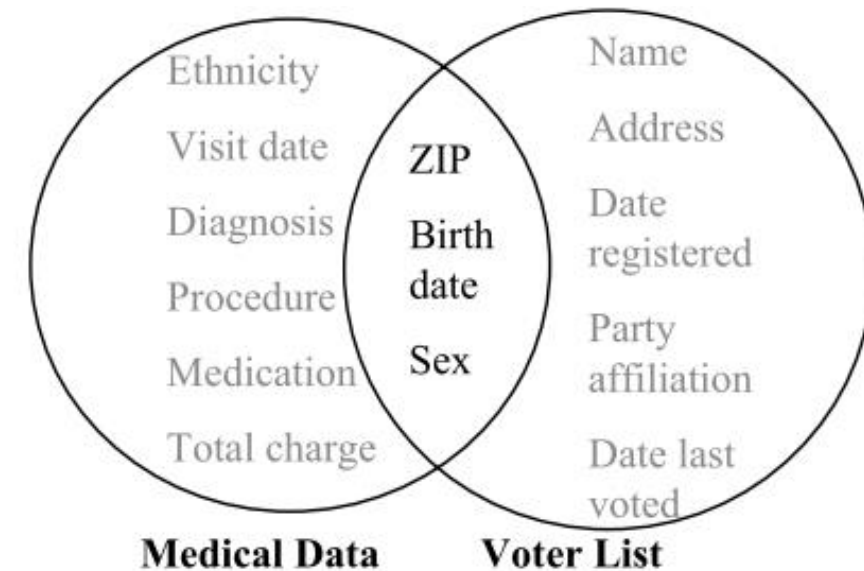 Ethnicity
Visit date
Diagnosis
Procedure
Medication
Total charge
ZIP
Birth
date
Sex
Name
Address
Date
registered
Party
affiliation
Date last
voted
Medical Data
Voter List